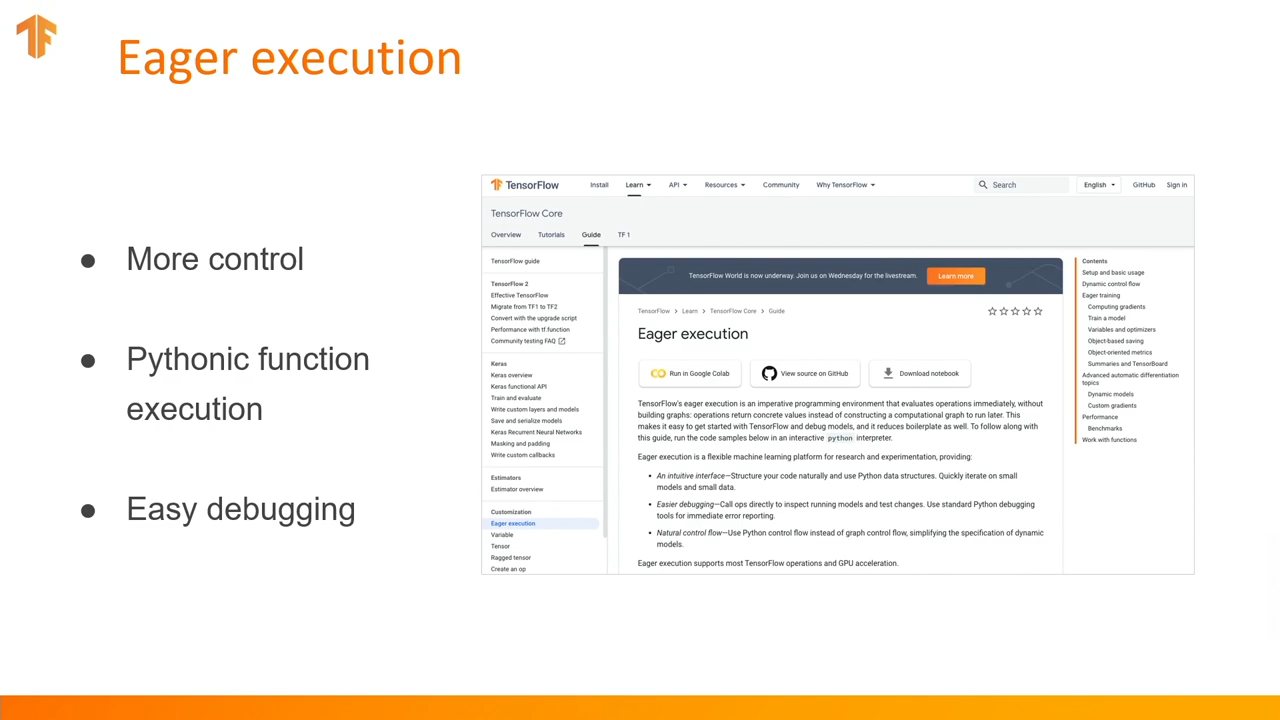 Eager execution
● More control
● Pythonic function
execution
● Easy debugging
TensorFlow Install Learn API Resources Community Why TensorFlow Search English GitHub Sign in
TensorFlow Core
Overview Tutorials Guide TF 1
TensorFlow guide
TensorFlow 2
Effective TensorFlow
Migrate from TF1 to TF2
Convert with the upgrade script
Performance with tf.function
Community testing FAQ
Keras
Keras overview
Keras functional API
Train and evaluate
Write custom layers and models
Save and serialize models
Keras Recurrent Neural Networks
Masking and padding
Write custom callbacks
Estimators
Estimator overview
Customization
Eager execution
Variable
Tensor
Ragged tensor
Create an op
TensorFlow World is now underway. Join us on Wednesday for the livestream. Learn more
TensorFlow > Learn > TensorFlow Core > Guide
Eager execution
Run in Google Colab View source on GitHub Download notebook
TensorFlow's eager execution is an imperative programming environment that evaluates operations immediately, without
building graphs: operations return concrete values instead of constructing a computational graph to run later. This
makes it easy to get started with TensorFlow and debug models, and it reduces boilerplate as well. To follow along with
this guide, run the code samples below in an interactive python interpreter.
Eager execution is a flexible machine learning platform for research and experimentation, providing:
• An intuitive interface—Structure your code naturally and use Python data structures. Quickly iterate on small
models and small data.
• Easier debugging—Call ops directly to inspect running models and test changes. Use standard Python debugging
tools for immediate error reporting.
• Natural control flow—Use Python control flow instead of graph control flow, simplifying the specification of dynamic
models.
Eager execution supports most TensorFlow operations and GPU acceleration.
Contents
Setup and basic usage
Dynamic control flow
Eager training
Computing gradients
Train a model
Variables and optimizers
Object-based saving
Object-oriented metrics
Summaries and TensorBoard
Advanced automatic differentiation
topics
Dynamic models
Custom gradients
Performance
Benchmarks
Work with functions